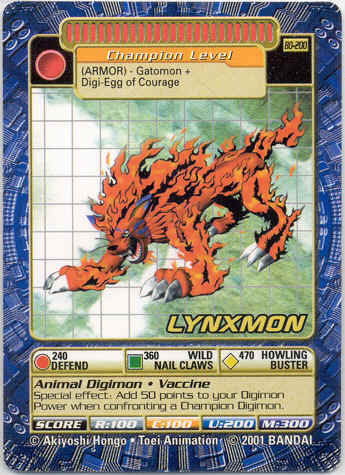 BO-200
Champion Level
(ARMOR) - Gatomon +
Digi-Egg of Courage
LYNXMON
240 DEFEND
360 WILD NAIL CLAWS
470 HOWLING BUSTER
Animal Digimon • Vaccine
Special effect: Add 50 points to your Digimon
Power when confronting a Champion Digimon.
SCORE R:100 C:100 U:200 M:300
© Akiyoshi Hongo • Toei Animation © 2001 BANDAI